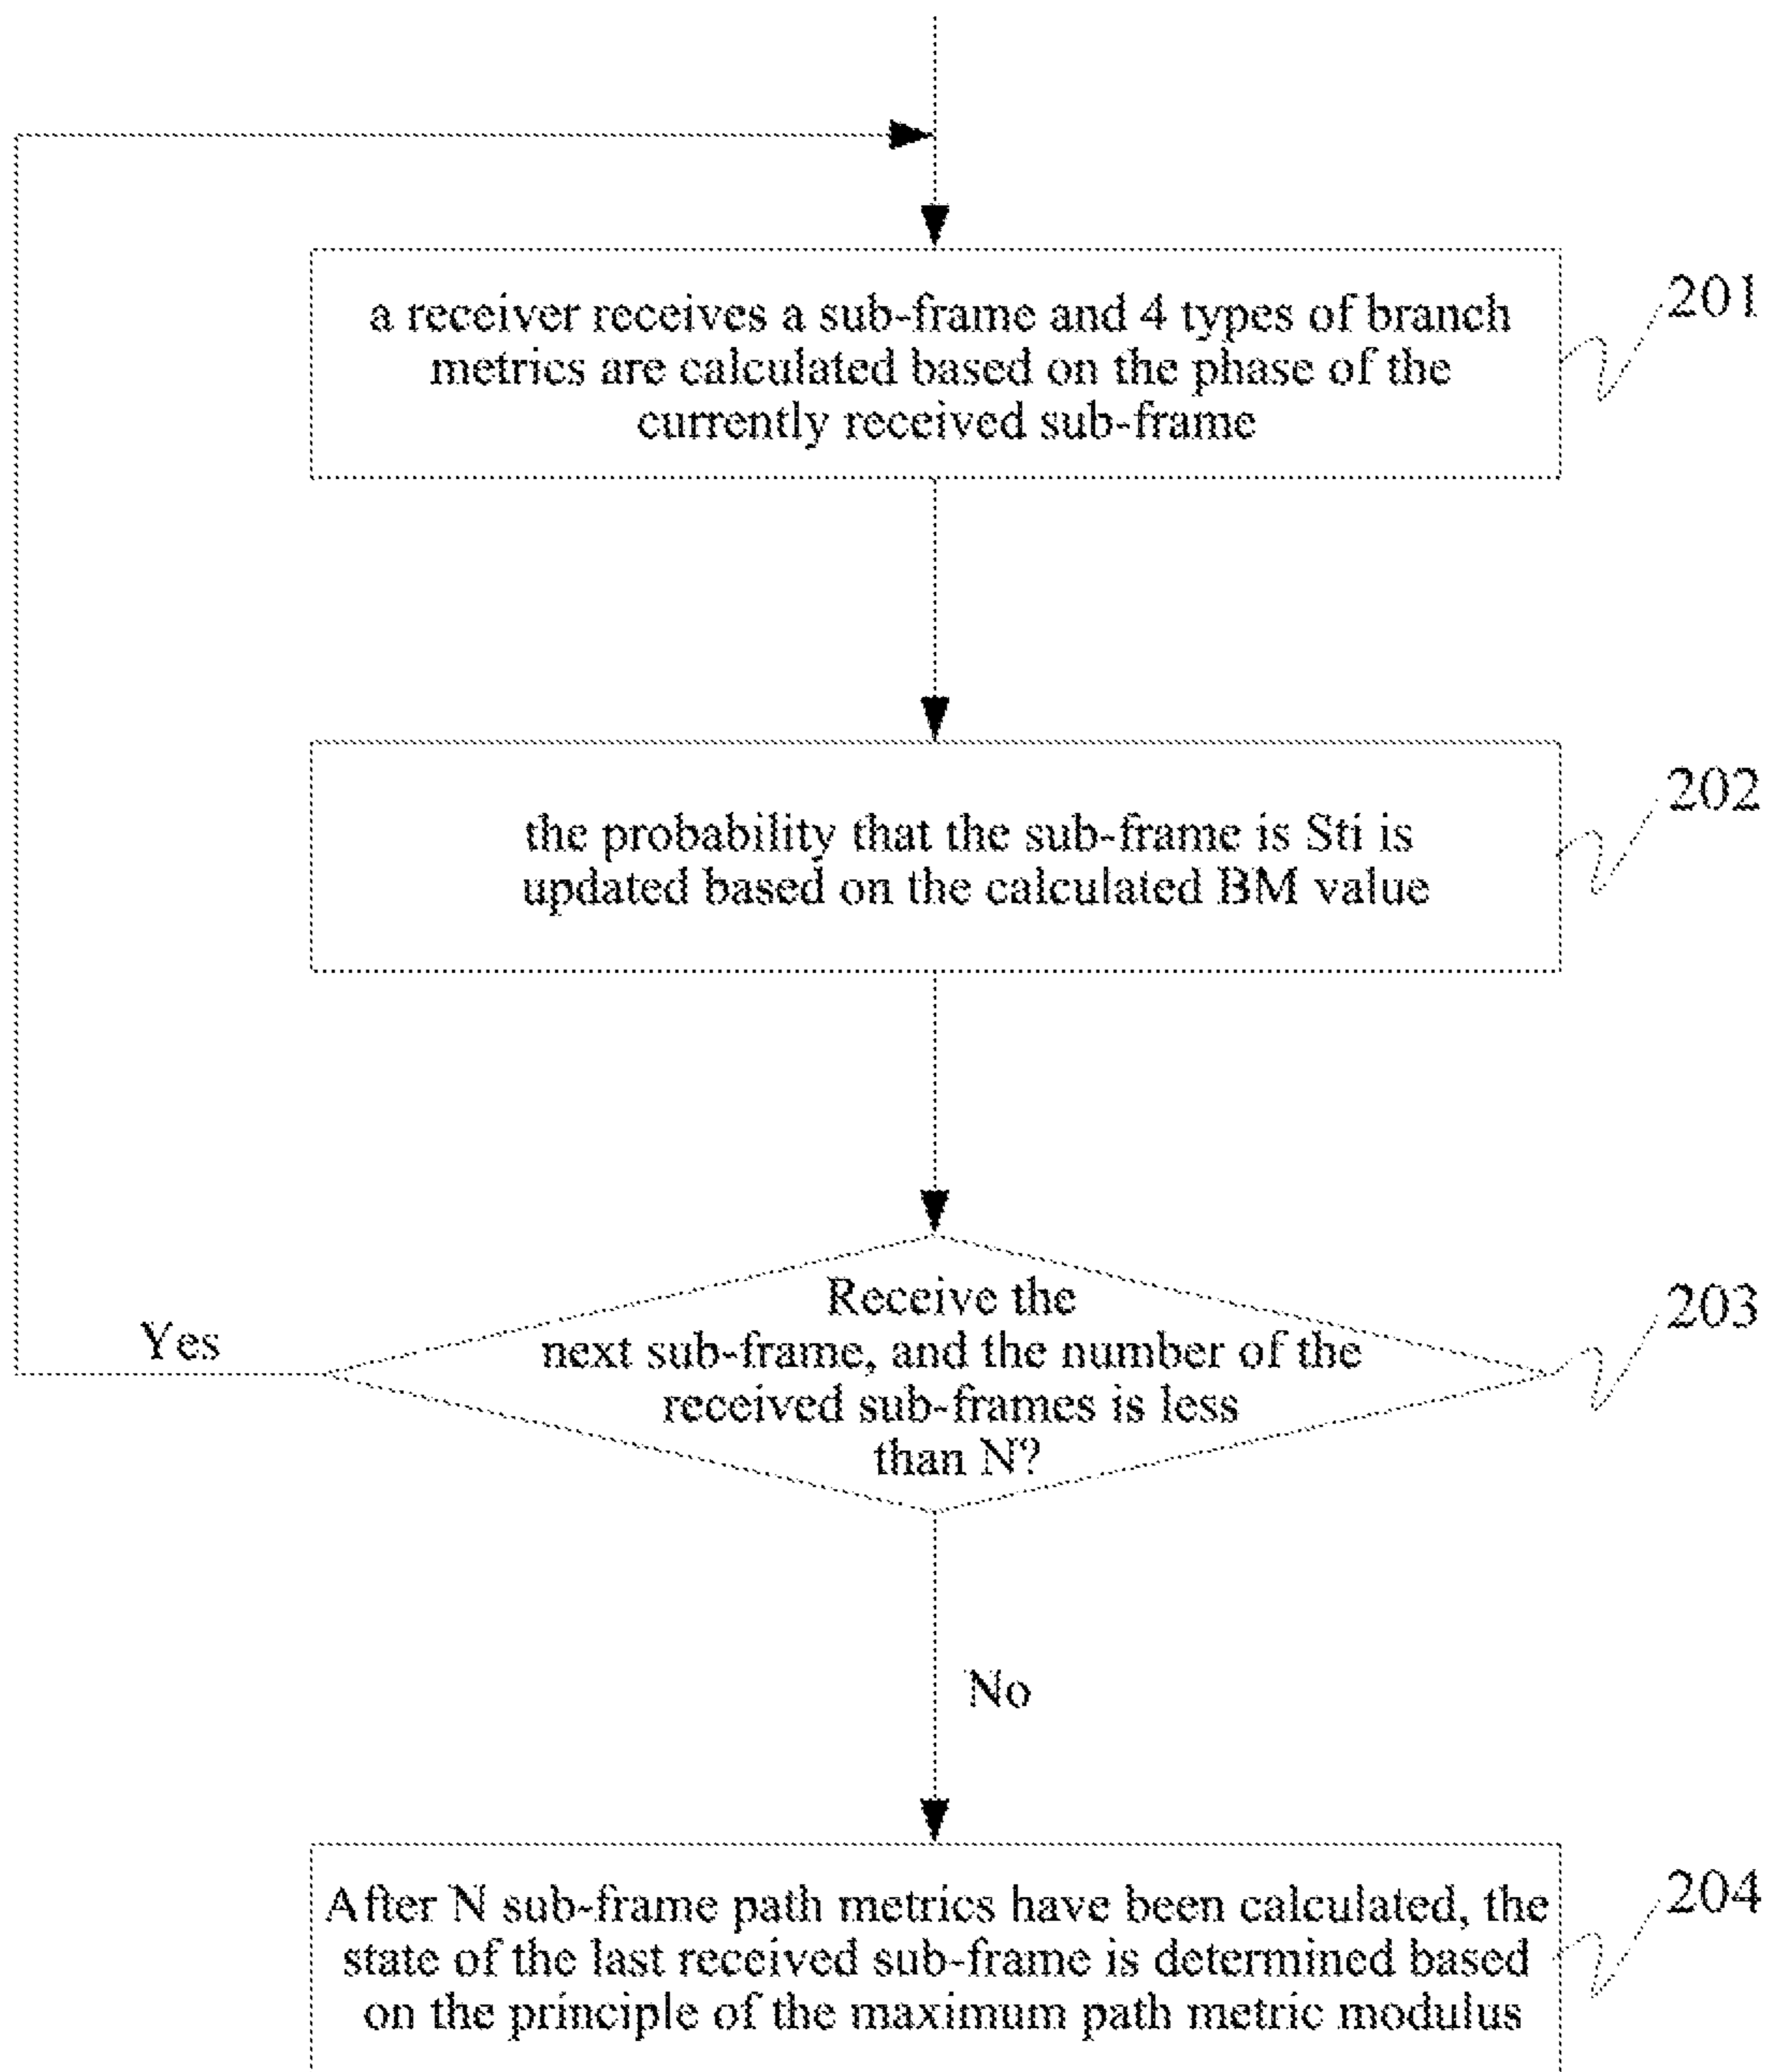 a receiver receives a sub-frame and 4 types of branch
metrics are calculated based on the phase of the
currently received sub-frame
201
the probability that the sub-frame is Sti is
updated based on the calculated BM value
202
Receive the
next sub-frame, and the number of the
received sub-frames is less
than N?
203
Yes
No
After N sub-frame path metrics have been calculated, the
state of the last received sub-frame is determined based
on the principle of the maximum path metric modulus
204